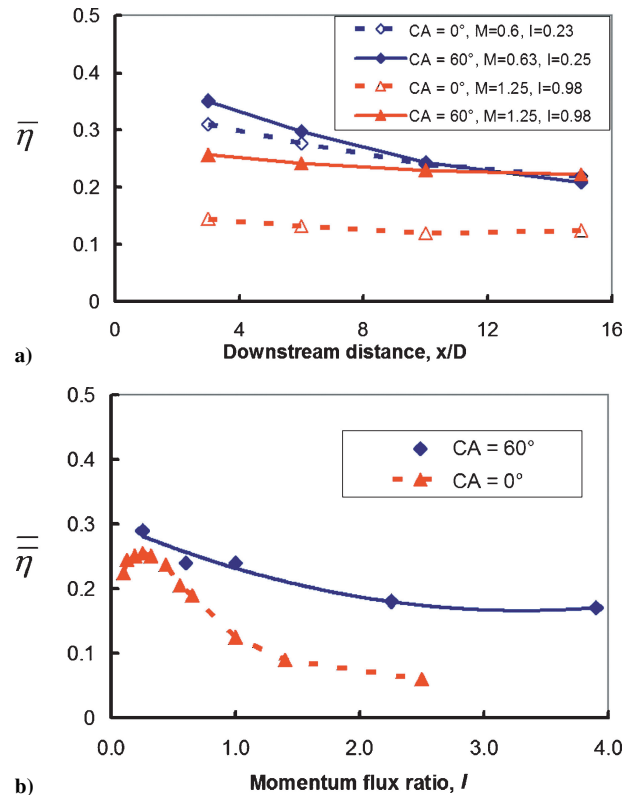 0.5
0.4
0.3
0.2
0.1
0
η
CA = 0°, M=0.6, I=0.23
CA = 60°, M=0.63, I=0.25
CA = 0°, M=1.25, I=0.98
CA = 60°, M=1.25, I=0.98
0 4 8 12 16
a) Downstream distance, x/D
0.5
0.4
0.3
0.2
0.1
0
η
CA = 60°
CA = 0°
0.0 1.0 2.0 3.0 4.0
b) Momentum flux ratio, I